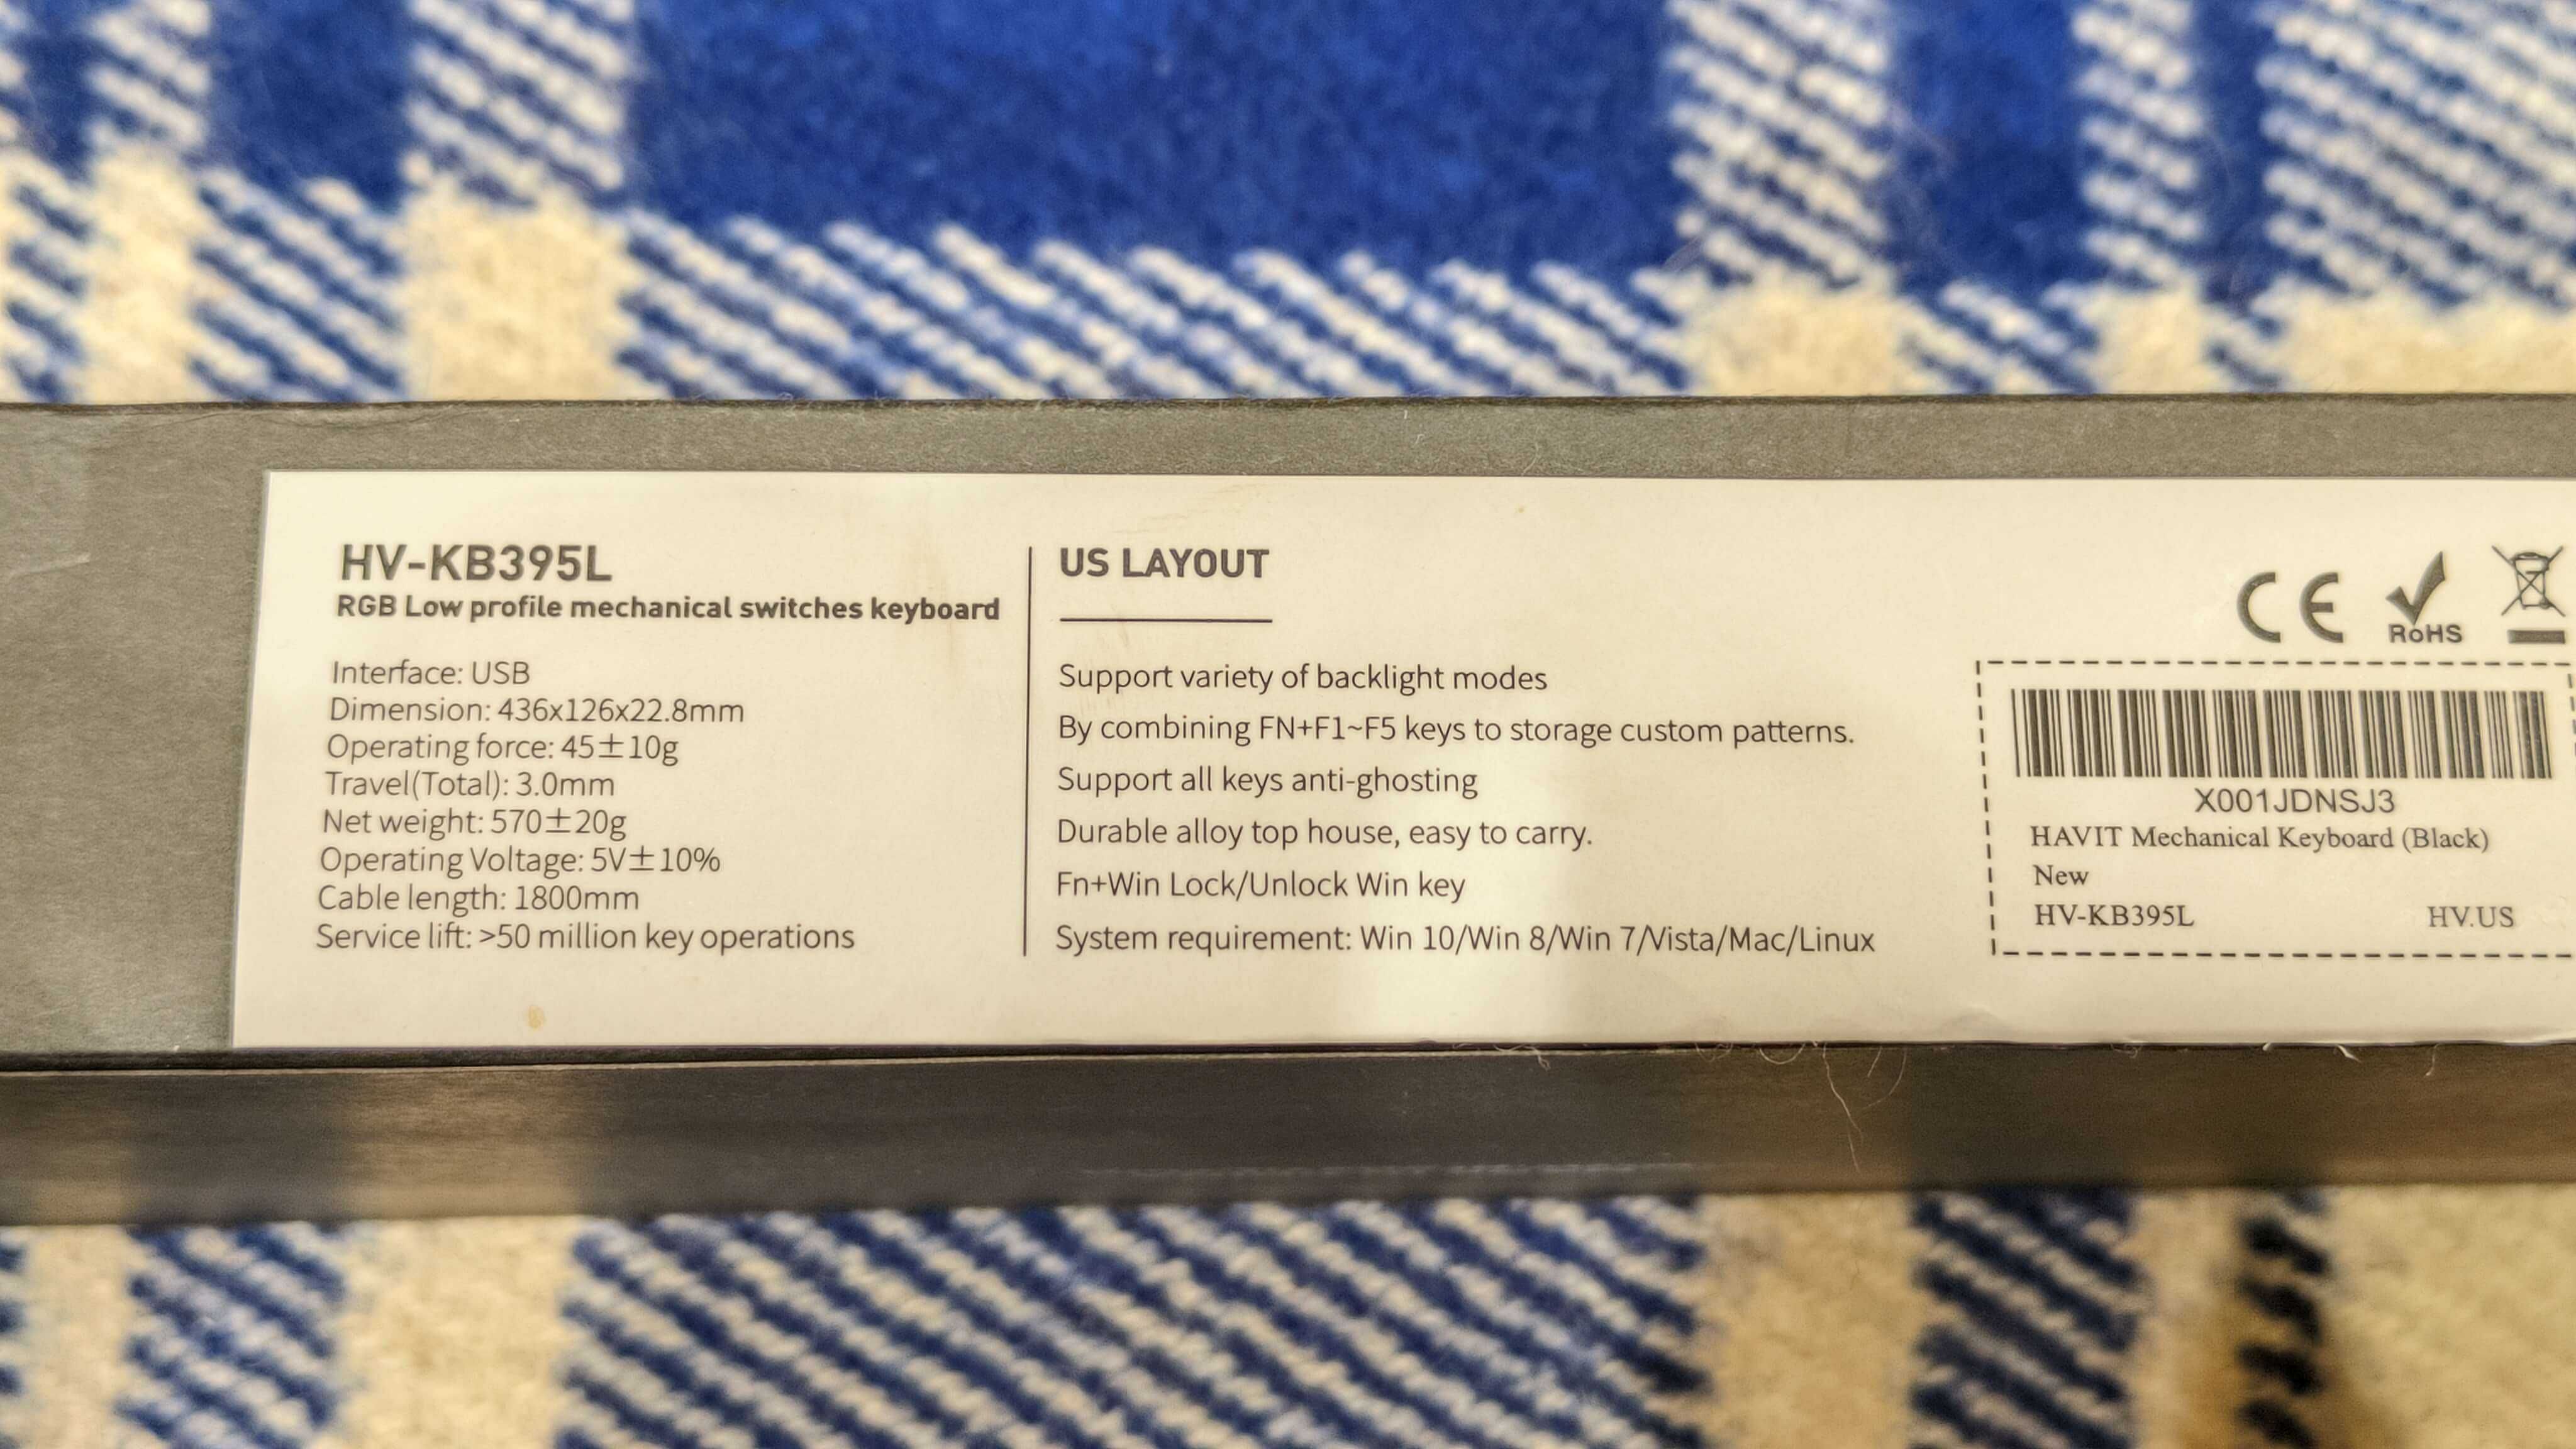 HV-KB395L
RGB Low profile mechanical switches keyboard
Interface: USB
Dimension: 436x126x22.8mm
Operating force: 45±10g
Travel(Total): 3.0mm
Net weight: 570±20g
Operating Voltage: 5V±10%
Cable length: 1800mm
Service lift: >50 million key operations
US LAYOUT
Support variety of backlight modes
By combining FN+F1~F5 keys to storage custom patterns.
Support all keys anti-ghosting
Durable alloy top house, easy to carry.
Fn+Win Lock/Unlock Win key
System requirement: Win 10/Win 8/Win 7/Vista/Mac/Linux
CE
RoHS
X001JDNSJ3
HAVIT Mechanical Keyboard (Black)
New
HV-KB395L HV.US